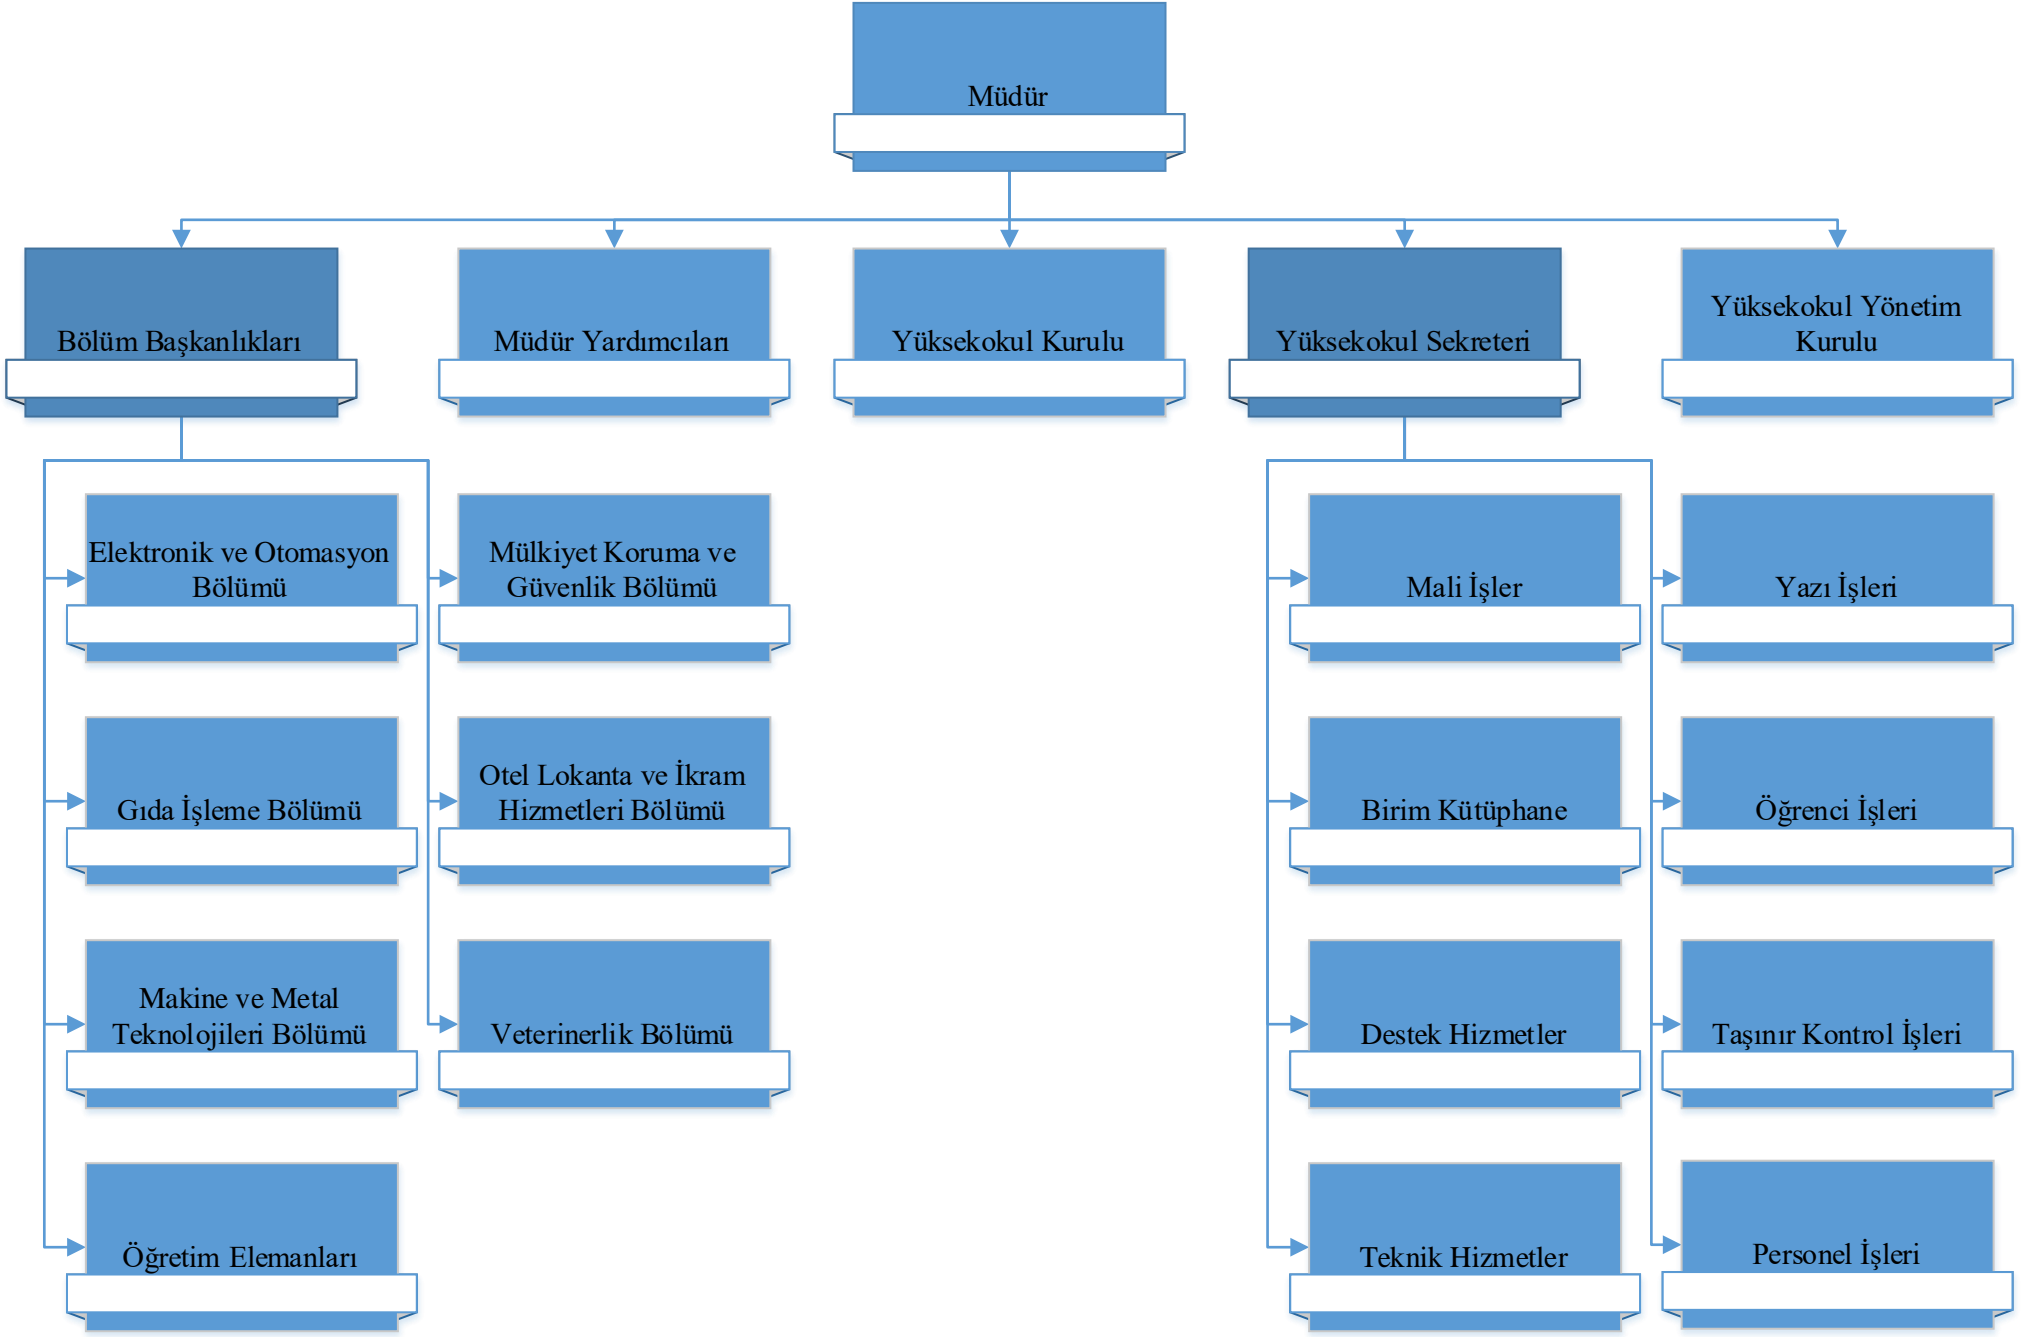 Müdür
Bölüm Başkanlıkları
Müdür Yardımcıları
Yüksekokul Kurulu
Yüksekokul Sekreteri
Yüksekokul Yönetim
Kurulu
Elektronik ve Otomasyon
Bölümü
Mülkiyet Koruma ve
Güvenlik Bölümü
Mali İşler
Yazı İşleri
Gıda İşleme Bölümü
Otel Lokanta ve İkram
Hizmetleri Bölümü
Birim Kütüphane
Öğrenci İşleri
Makine ve Metal
Teknolojileri Bölümü
Veterinerlik Bölümü
Destek Hizmetler
Taşınır Kontrol İşleri
Öğretim Elemanları
Teknik Hizmetler
Personel İşleri